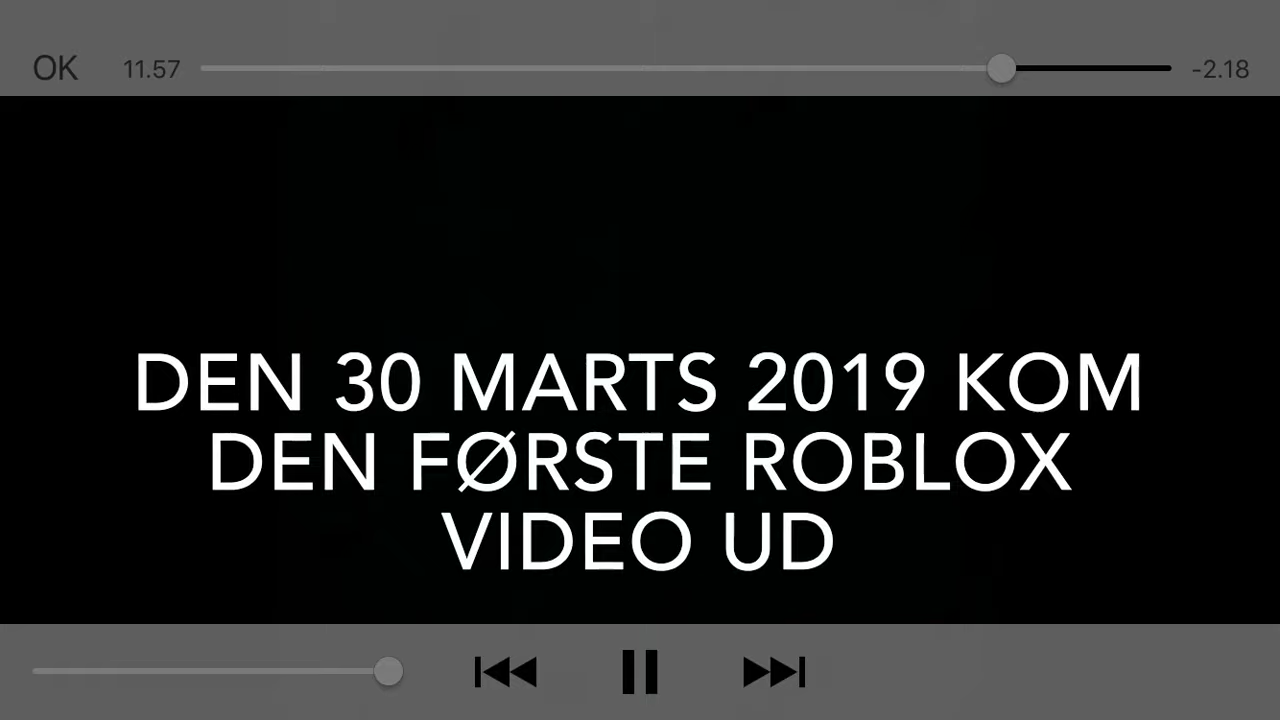 OK 11.57 -2.18
DEN 30 MARTS 2019 KOM
DEN FØRSTE ROBLOX
VIDEO UD